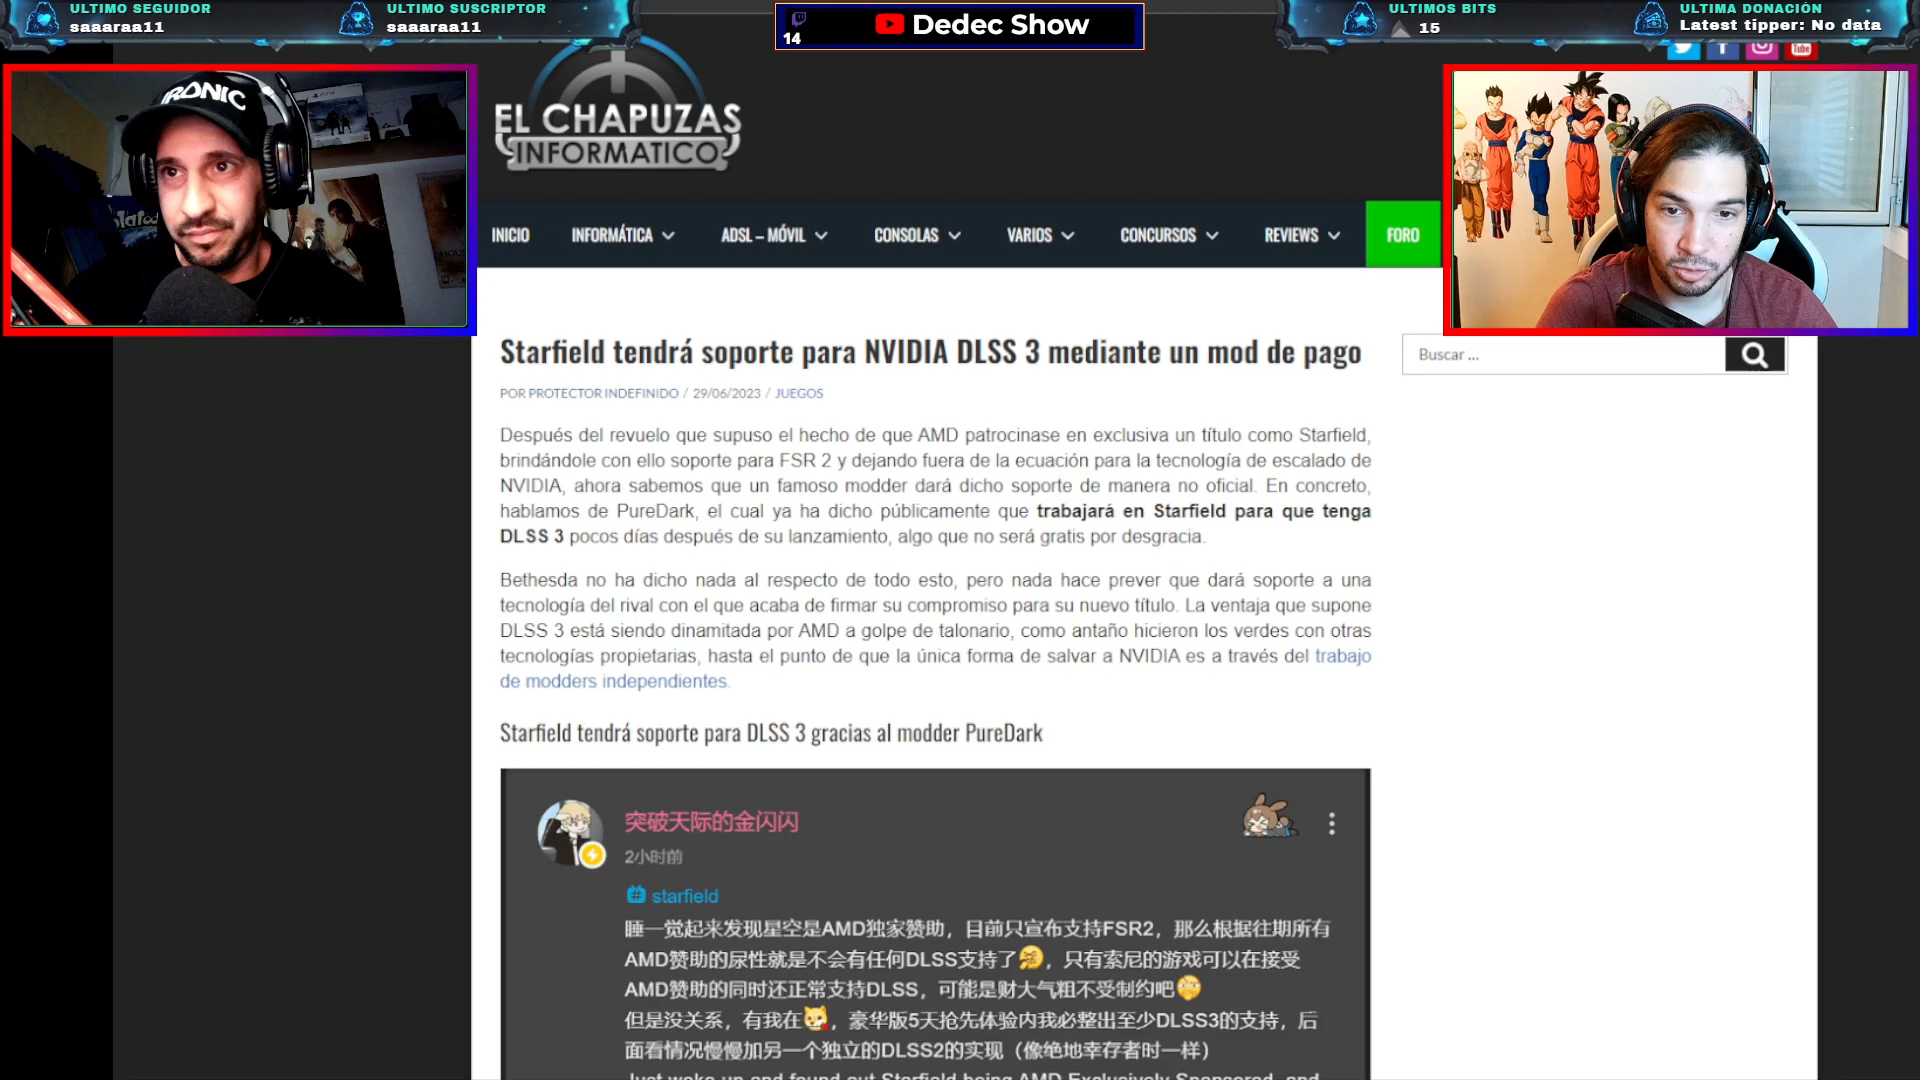 ULTIMO SEGUIDOR
saaaraa11
ULTIMO SUSCRIPTOR
saaaraa11
14
Dedec Show
ULTIMOS BITS
15
ULTIMA DONACIÓN
Latest tipper: No data
RONIC
EL CHAPUZAS
INFORMATICO
INICIO
INFORMÁTICA
ADSL – MÓVIL
CONSOLAS
VARIOS
CONCURSOS
REVIEWS
FORO
Starfield tendrá soporte para NVIDIA DLSS 3 mediante un mod de pago
Buscar ...
POR PROTECTOR INDEFINIDO / 29/06/2023 / JUEGOS
Después del revuelo que supuso el hecho de que AMD patrocinase en exclusiva un título como Starfield,
brindándole con ello soporte para FSR 2 y dejando fuera de la ecuación para la tecnología de escalado de
NVIDIA, ahora sabemos que un famoso modder dará dicho soporte de manera no oficial. En concreto,
hablamos de PureDark, el cual ya ha dicho públicamente que trabajará en Starfield para que tenga
DLSS 3 pocos días después de su lanzamiento, algo que no será gratis por desgracia.
Bethesda no ha dicho nada al respecto de todo esto, pero nada hace prever que dará soporte a una
tecnología del rival con el que acaba de firmar su compromiso para su nuevo título. La ventaja que supone
DLSS 3 está siendo dinamitada por AMD a golpe de talonario, como antaño hicieron los verdes con otras
tecnologías propietarias, hasta el punto de que la única forma de salvar a NVIDIA es a través del trabajo
de modders independientes.
Starfield tendrá soporte para DLSS 3 gracias al modder PureDark
突破天际的金闪闪
2小时前
starfield
睡一觉起来发现星空是AMD独家赞助，目前只宣布支持FSR2，那么根据往期所有
AMD赞助的尿性就是不会有任何DLSS支持了，只有索尼的游戏可以在接受
AMD赞助的同时还正常支持DLSS，可能是财大气粗不受制约吧
但是没关系，有我在，豪华版5天抢先体验内我必整出至少DLSS3的支持，后
面看情况慢慢加另一个独立的DLSS2的实现（像绝地幸存者时一样）
Just woke up and found out Starfield being AMD Exclusively Sponsored, and